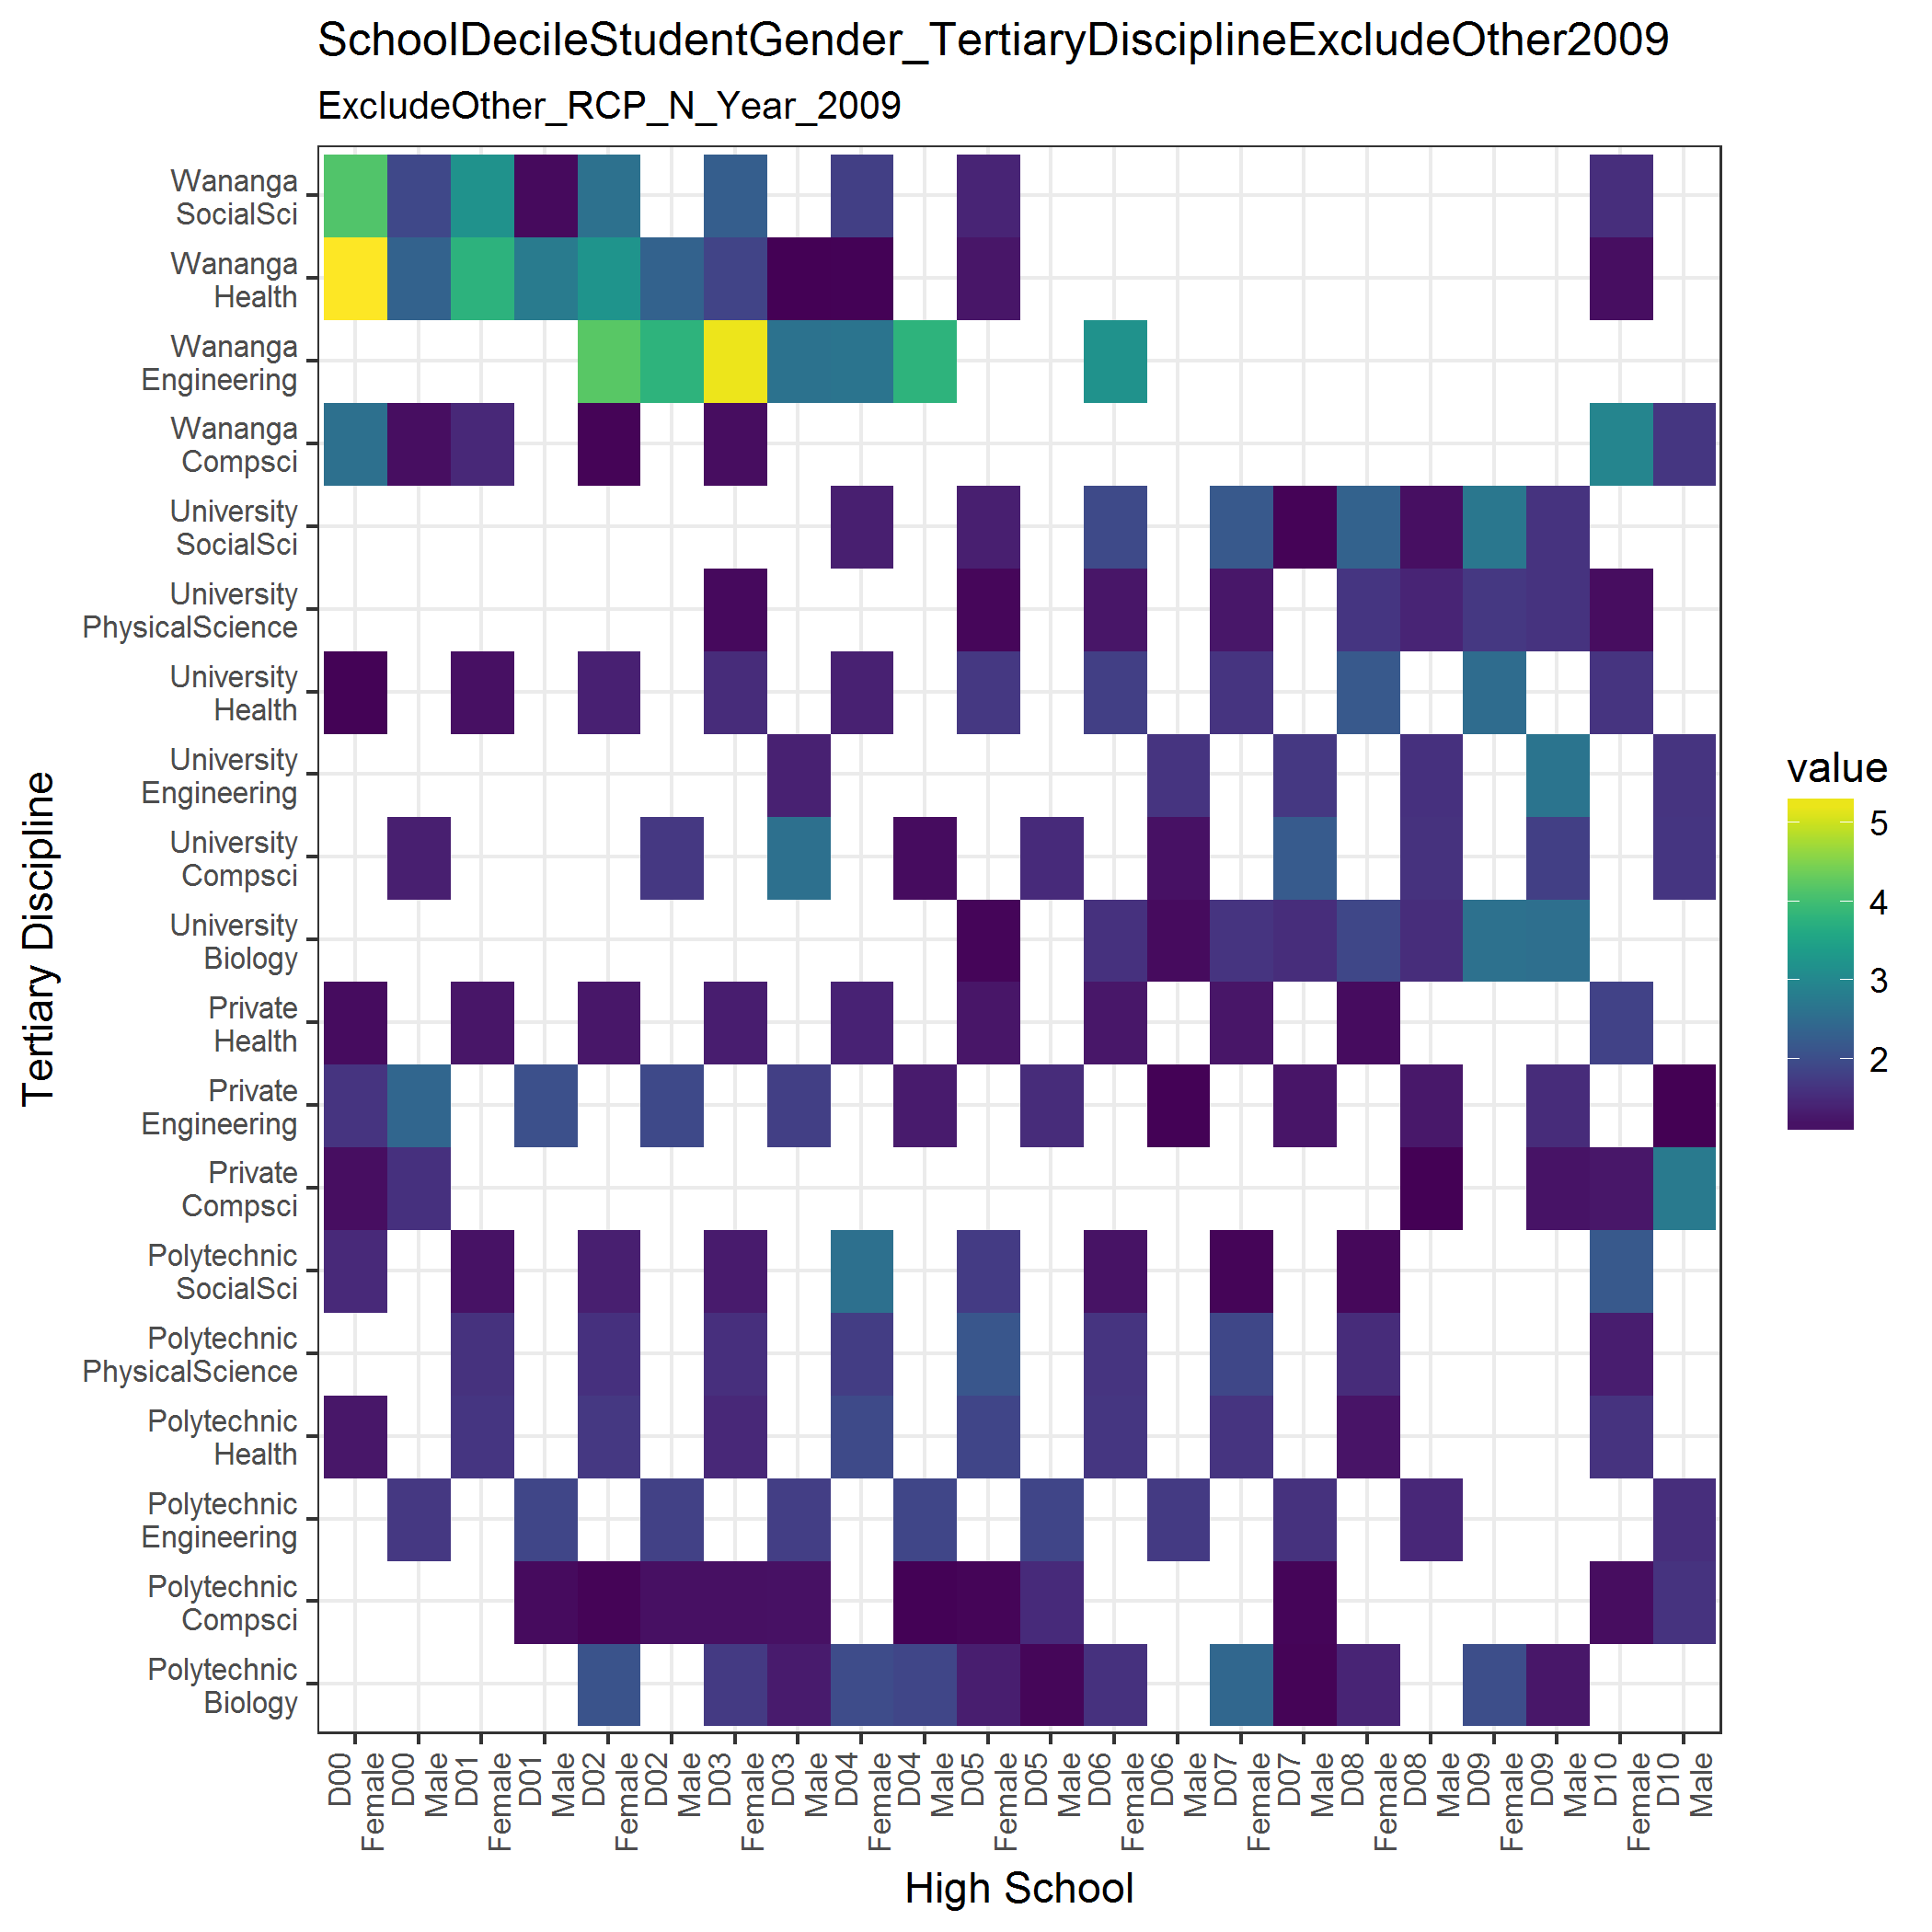 SchoolDecileStudentGender_TertiaryDisciplineExcludeOther2009
ExcludeOther_RCP_N_Year_2009
Tertiary Discipline
Wananga
SocialSci
Wananga
Health
Wananga
Engineering
Wananga
Compsci
University
SocialSci
University
PhysicalScience
University
Health
University
Engineering
University
Compsci
University
Biology
Private
Health
Private
Engineering
Private
Compsci
Polytechnic
SocialSci
Polytechnic
PhysicalScience
Polytechnic
Health
Polytechnic
Engineering
Polytechnic
Compsci
Polytechnic
Biology
D00
Female
D00
Male
D01
Female
D01
Male
D02
Female
D02
Male
D03
Female
D03
Male
D04
Female
D04
Male
D05
Female
D05
Male
D06
Female
D06
Male
D07
Female
D07
Male
D08
Female
D08
Male
D09
Female
D09
Male
D10
Female
D10
Male
High School
value
5
4
3
2